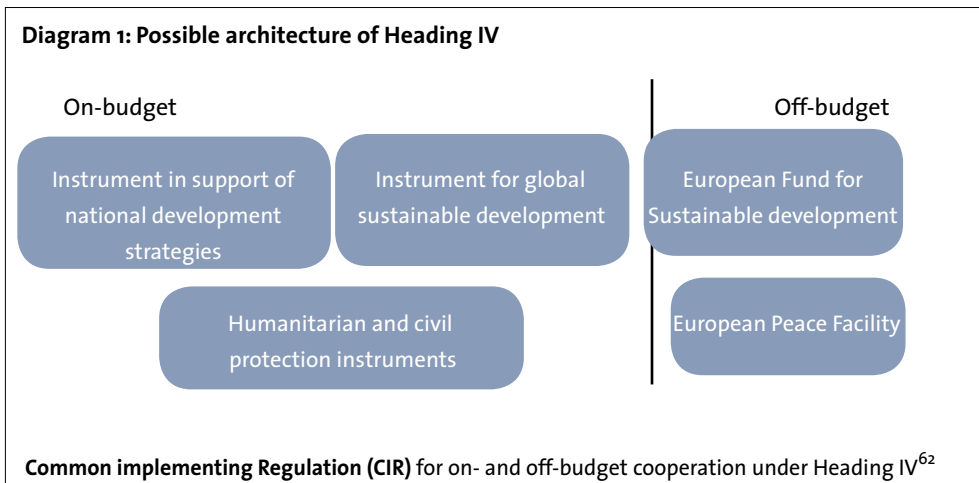 Diagram 1: Possible architecture of Heading IV
On-budget
Off-budget
Instrument in support of
national development
strategies
Instrument for global
sustainable development
European Fund for
Sustainable development
Humanitarian and civil
protection instruments
European Peace Facility
Common implementing Regulation (CIR) for on- and off-budget cooperation under Heading IV62